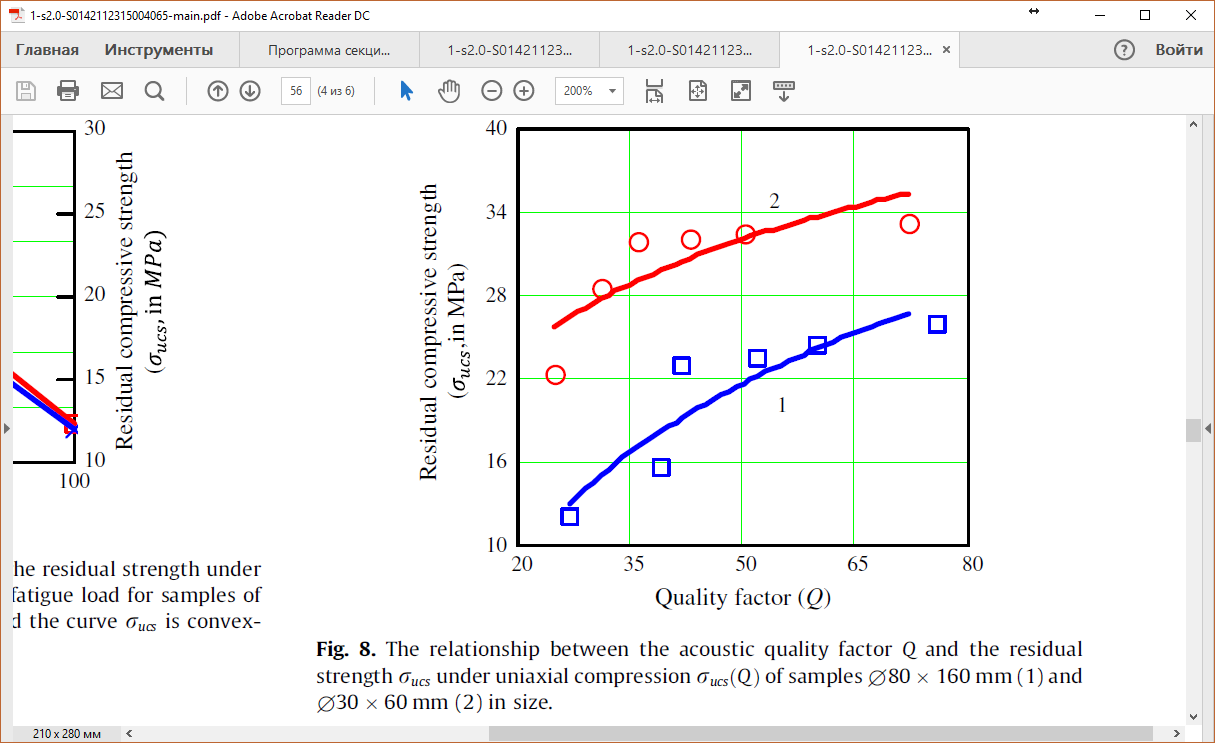 1-s2.0-S0142112315004065-main.pdf - Adobe Acrobat Reader DC
Главная Инструменты Программа секци... 1-s2.0-S01421123... 1-s2.0-S01421123... 1-s2.0-S01421123... × ? Войти
56 (4 из 6) 200%
30
25
20
15
10
100
Residual compressive strength
(σucs, in MPa)
he residual strength under
fatigue load for samples of
d the curve σucs is convex-
40
34
28
22
16
10
Residual compressive strength
(σucs,in MPa)
2
1
20 35 50 65 80
Quality factor (Q)
Fig. 8. The relationship between the acoustic quality factor Q and the residual
strength σucs under uniaxial compression σucs(Q) of samples ∅80 × 160 mm (1) and
∅30 × 60 mm (2) in size.
210 x 280 мм